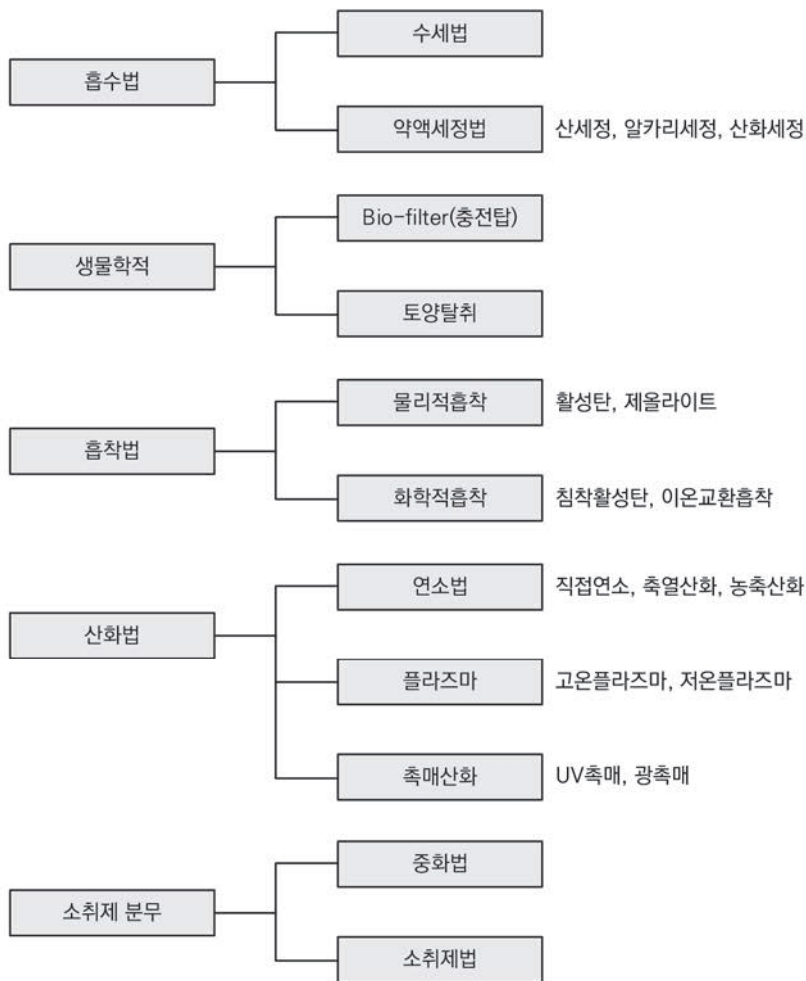 수세법
흡수법
약액세정법 산세정, 알카리세정, 산화세정
Bio-filter(충전탑)
생물학적
토양탈취
물리적흡착 활성탄, 제올라이트
흡착법
화학적흡착 침착활성탄, 이온교환흡착
연소법 직접연소, 축열산화, 농축산화
산화법
플라즈마 고온플라즈마, 저온플라즈마
촉매산화 UV촉매, 광촉매
중화법
소취제 분무
소취제법